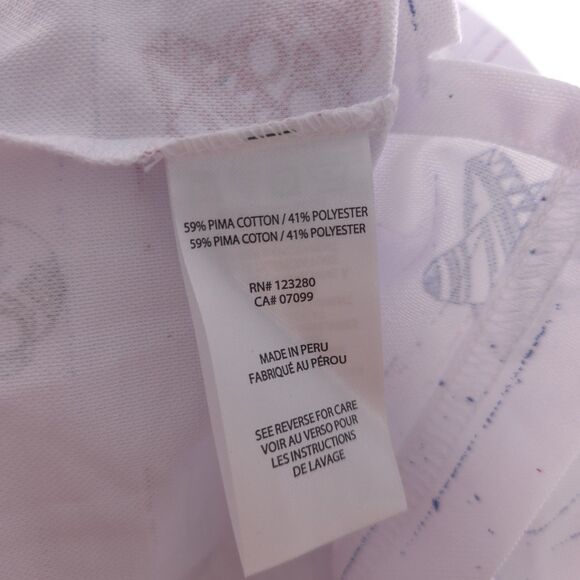 59% PIMA COTTON / 41% POLYESTER
59% PIMA COTON / 41% POLYESTER
RN# 123280
CA# 07099
MADE IN PERU
FABRIQUÉ AU PÉROU
SEE REVERSE FOR CARE
VOIR AU VERSO POUR
LES INSTRUCTIONS
DE LAVAGE